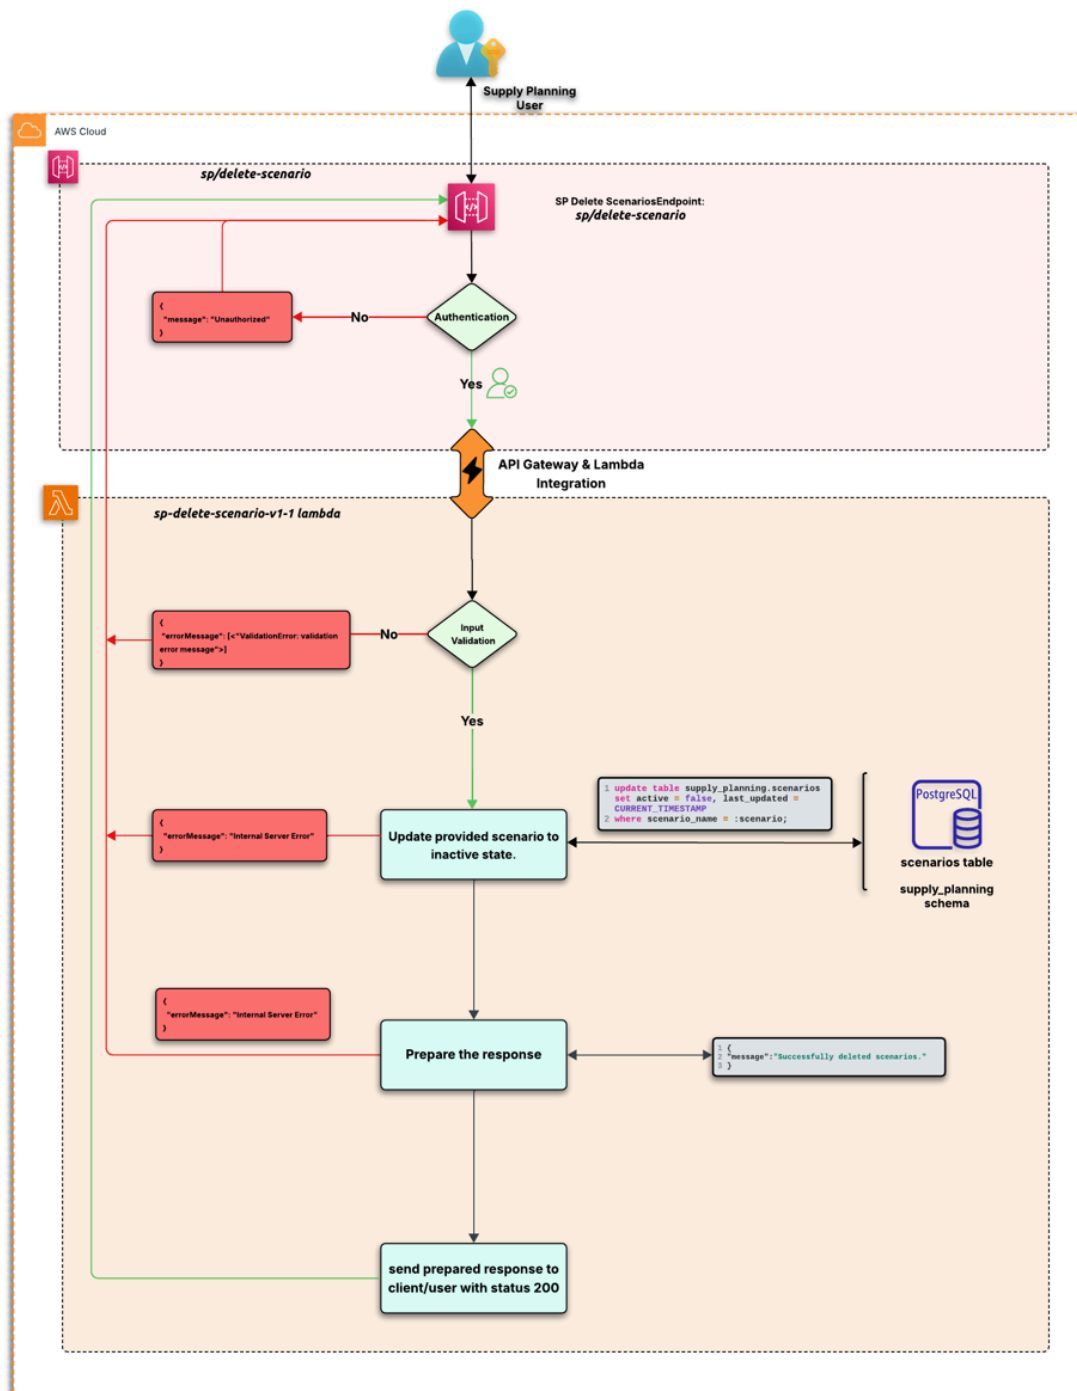 Supply Planning
User
AWS Cloud
sp/delete-scenario
SP Delete ScenariosEndpoint:
sp/delete-scenario
{
"message": "Unauthorized"
}
No
Authentication
Yes
API Gateway & Lambda
Integration
sp-delete-scenario-v1-1 lambda
{
"errorMessage": [<"ValidationError: validation
error message">]
}
No
Input
Validation
Yes
1 update table supply_planning.scenarios
set active = false, last_updated =
CURRENT_TIMESTAMP
2 where scenario_name = :scenario;
PostgreSQL
scenarios table
supply_planning
schema
{
"errorMessage": "Internal Server Error"
}
Update provided scenario to
inactive state.
{
"errorMessage": "Internal Server Error"
}
Prepare the response
1 {
2 "message":"Successfully deleted scenarios."
3 }
send prepared response to
client/user with status 200